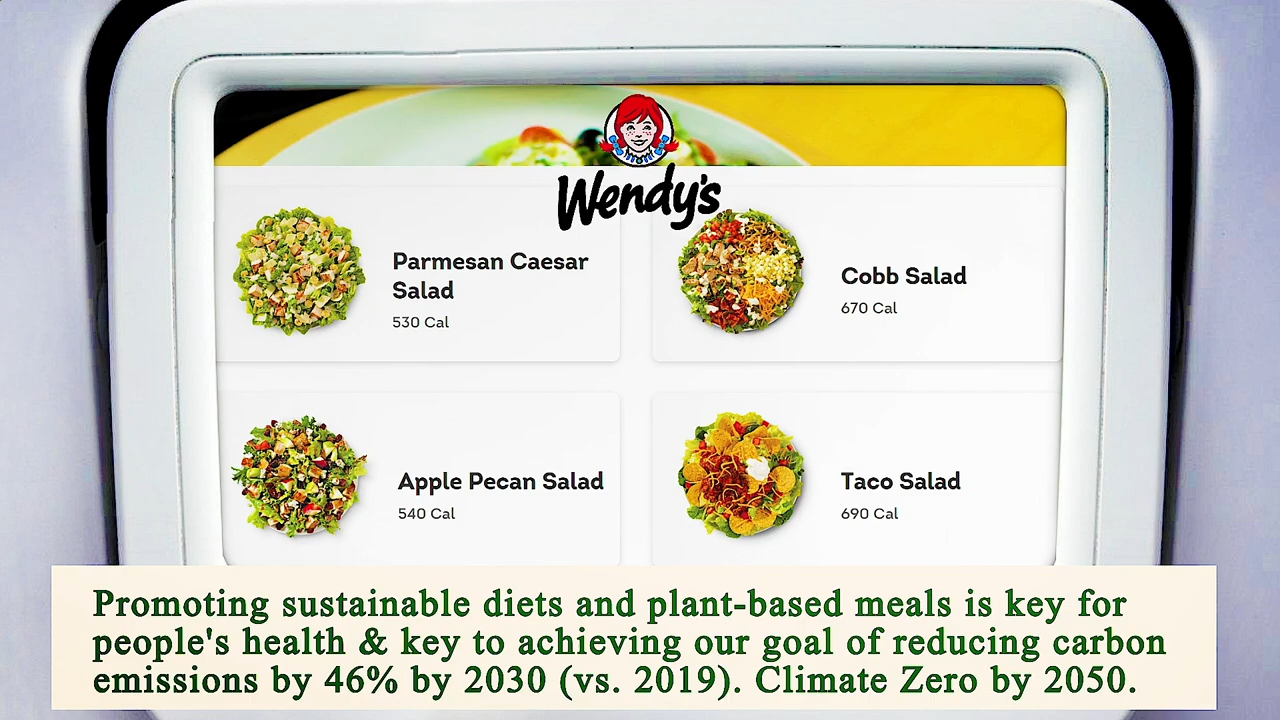 Wendy's
Parmesan Caesar
Salad
530 Cal
Cobb Salad
670 Cal
Apple Pecan Salad
540 Cal
Taco Salad
690 Cal
Promoting sustainable diets and plant-based meals is key for
people's health & key to achieving our goal of reducing carbon
emissions by 46% by 2030 (vs. 2019). Climate Zero by 2050.